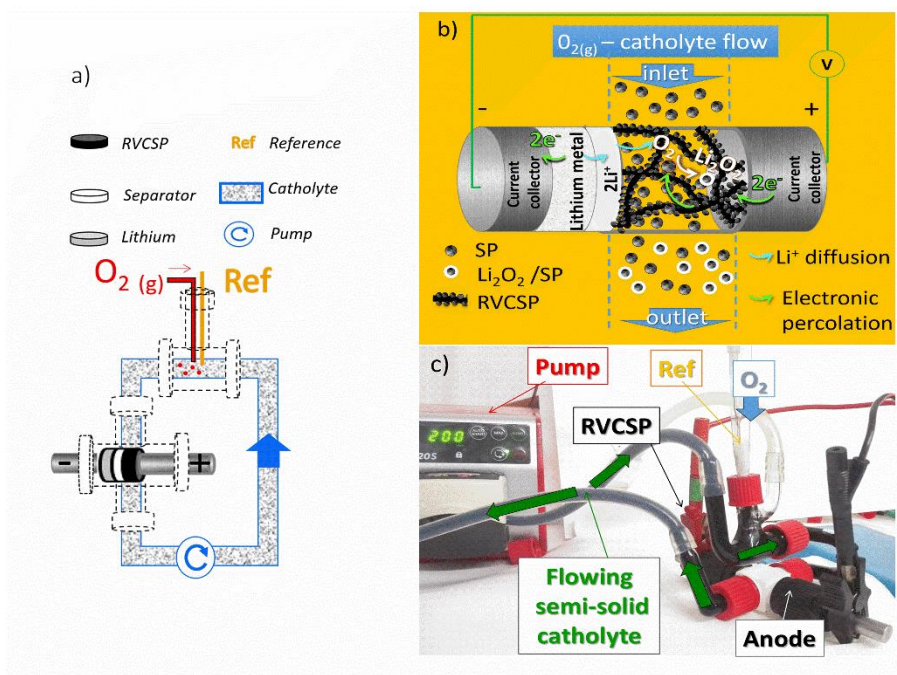 a)
RVCSP
Ref
Reference
Separator
Catholyte
Lithium
Pump
O2 (g)
Ref
-
+
b)
O2(g) – catholyte flow
inlet
V
-
+
Current collector
2e-
Lithium metal
2Li+
O2
Li2O2
2e-
Current collector
SP
Li2O2 /SP
RVCSP
Li+ diffusion
Electronic percolation
outlet
c)
Pump
Ref
O2
RVCSP
200
20S
Flowing
semi-solid
catholyte
Anode